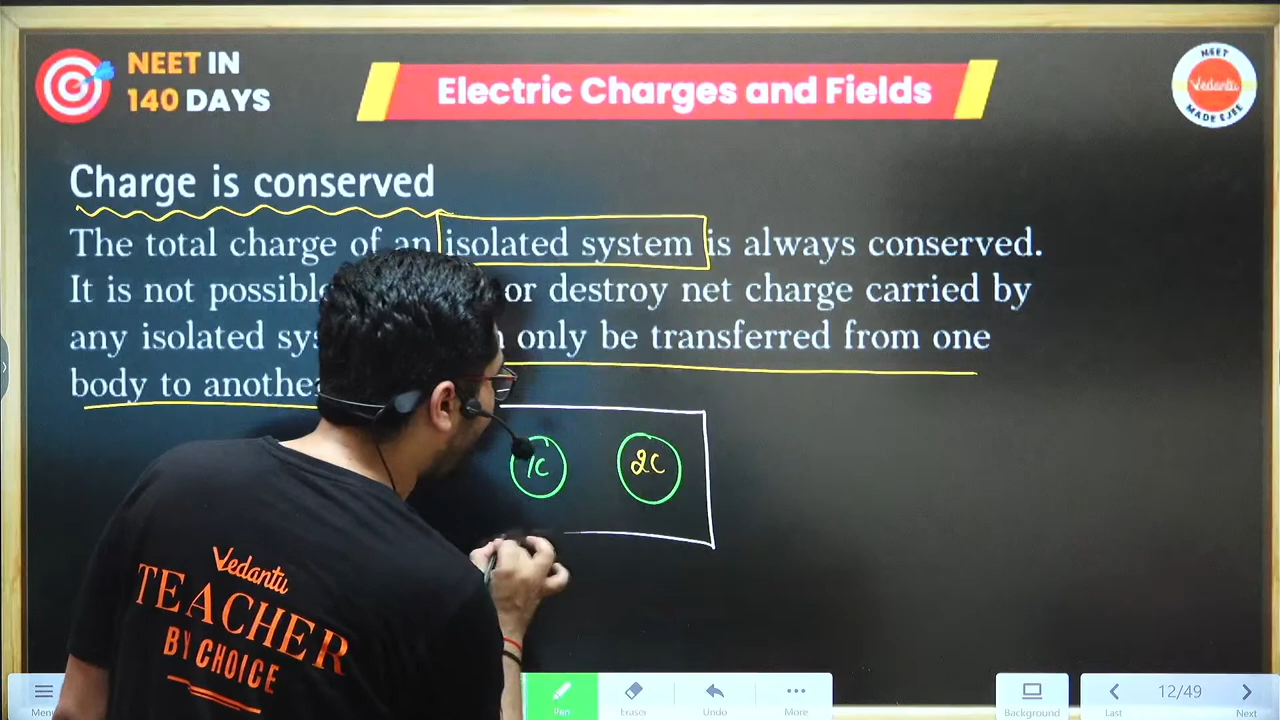 NEET IN
140 DAYS
Electric Charges and Fields
NEET
Vedantu
MADE EJEE
Charge is conserved
The total charge of an isolated system is always conserved.
It is not possible or destroy net charge carried by
any isolated only be transferred from one
body to
1C
2C
Vedantu
TEACHER
BY CHOICE
Menu
Pen
Eraser
Undo
More
Background
Last
12/49
Next